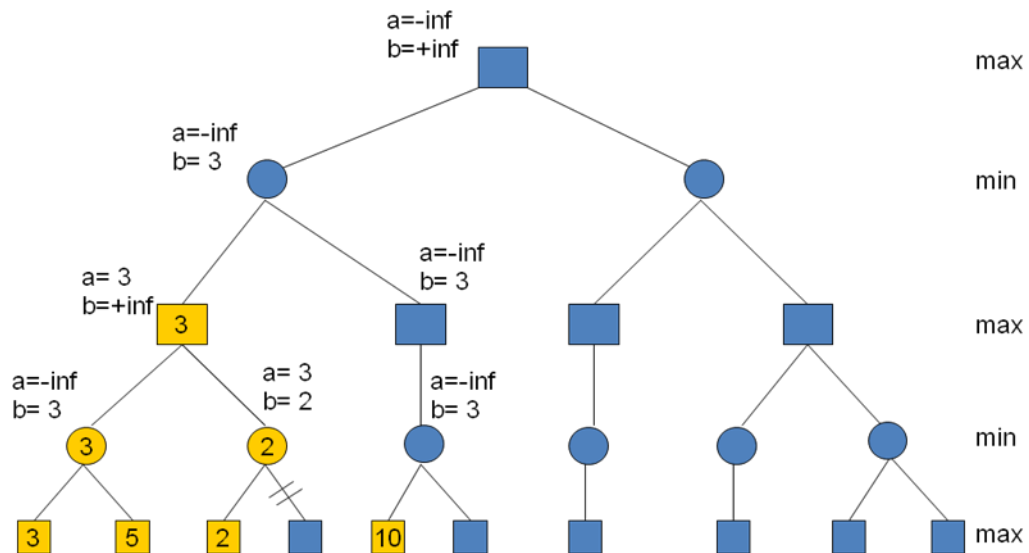 a=-inf
b=+inf
max
a=-inf
b= 3
min
a=-inf
b= 3
a= 3
b=+inf
3
max
a=-inf
b= 3
a= 3
b= 2
a=-inf
b= 3
3
2
min
3
5
2
10
max